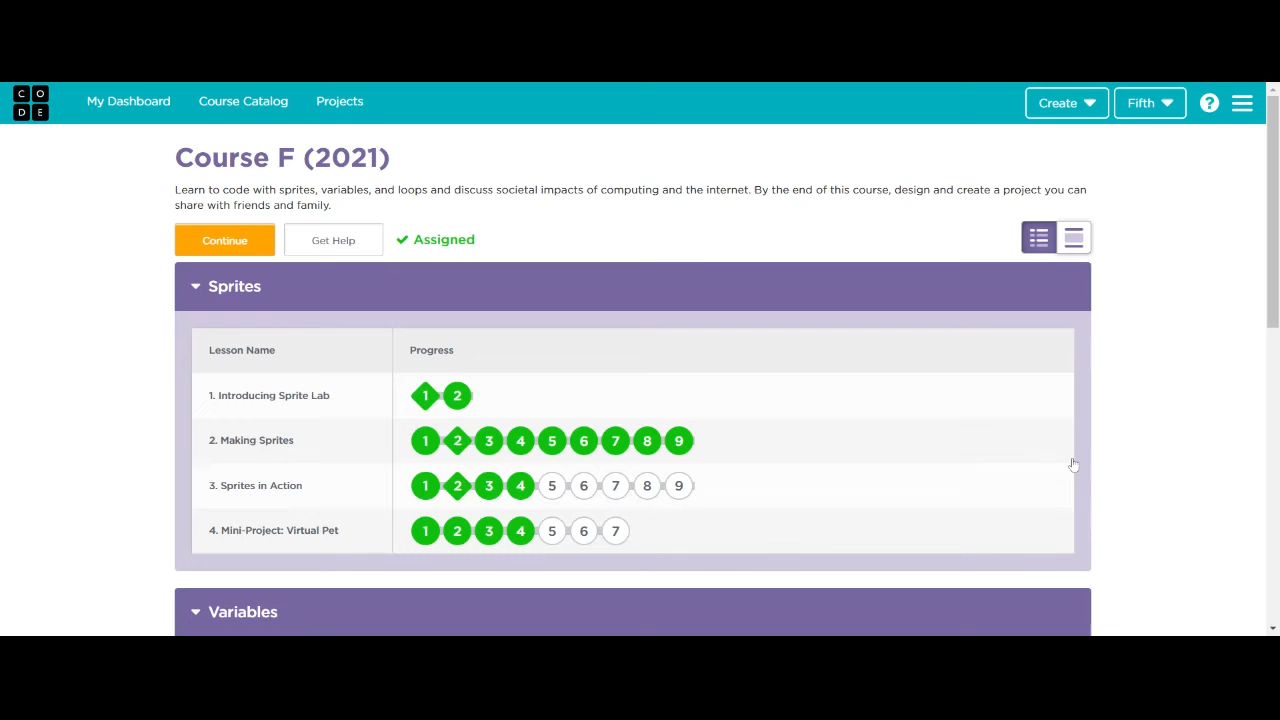 C O
D E
My Dashboard Course Catalog Projects Create Fifth ?
Course F (2021)
Learn to code with sprites, variables, and loops and discuss societal impacts of computing and the internet. By the end of this course, design and create a project you can
share with friends and family.
Continue Get Help Assigned
Sprites
Lesson Name Progress
1. Introducing Sprite Lab 1 2
2. Making Sprites 1 2 3 4 5 6 7 8 9
3. Sprites in Action 1 2 3 4 5 6 7 8 9
4. Mini-Project: Virtual Pet 1 2 3 4 5 6 7
Variables